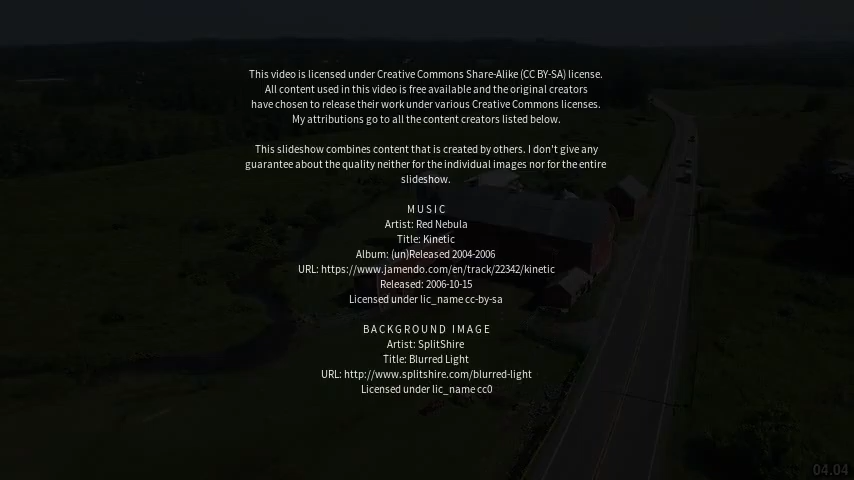 This video is licensed under Creative Commons Share-Alike (CC BY-SA) license.
All content used in this video is free available and the original creators
have chosen to release their work under various Creative Commons licenses.
My attributions go to all the content creators listed below.
This slideshow combines content that is created by others. I don't give any
guarantee about the quality neither for the individual images nor for the entire
slideshow.
MUSIC
Artist: Red Nebula
Title: Kinetic
Album: (un)Released 2004-2006
URL: https://www.jamendo.com/en/track/22342/kinetic
Released: 2006-10-15
Licensed under lic_name cc-by-sa
BACKGROUND IMAGE
Artist: SplitShire
Title: Blurred Light
URL: http://www.splitshire.com/blurred-light
Licensed under lic_name cc0
04.04